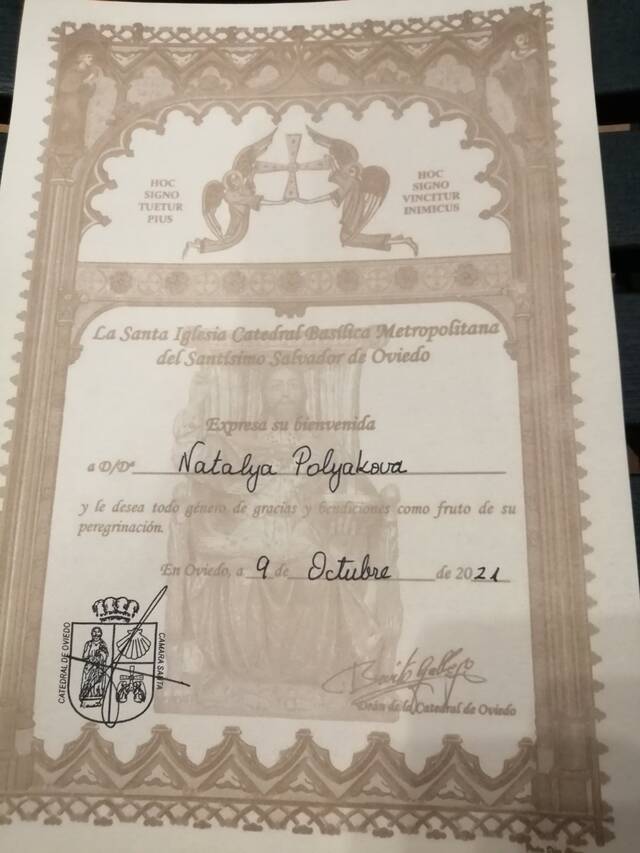 HOC
SIGNO
TUETUR
PIUS
HOC
SIGNO
VINCITUR
INIMICUS
La Santa Iglesia Catedral Basílica Metropolitana
del Santísimo Salvador de Oviedo
Expresa su bienvenida
a D/Dª Natalya Polyakova
y le desea todo género de gracias y bendiciones como fruto de su
peregrinación.
En Oviedo, a 9 de Octubre de 2021
CATEDRAL DE OVIEDO
CAMARA SANTA
Benito Gallego
Deán de la Catedral de Oviedo